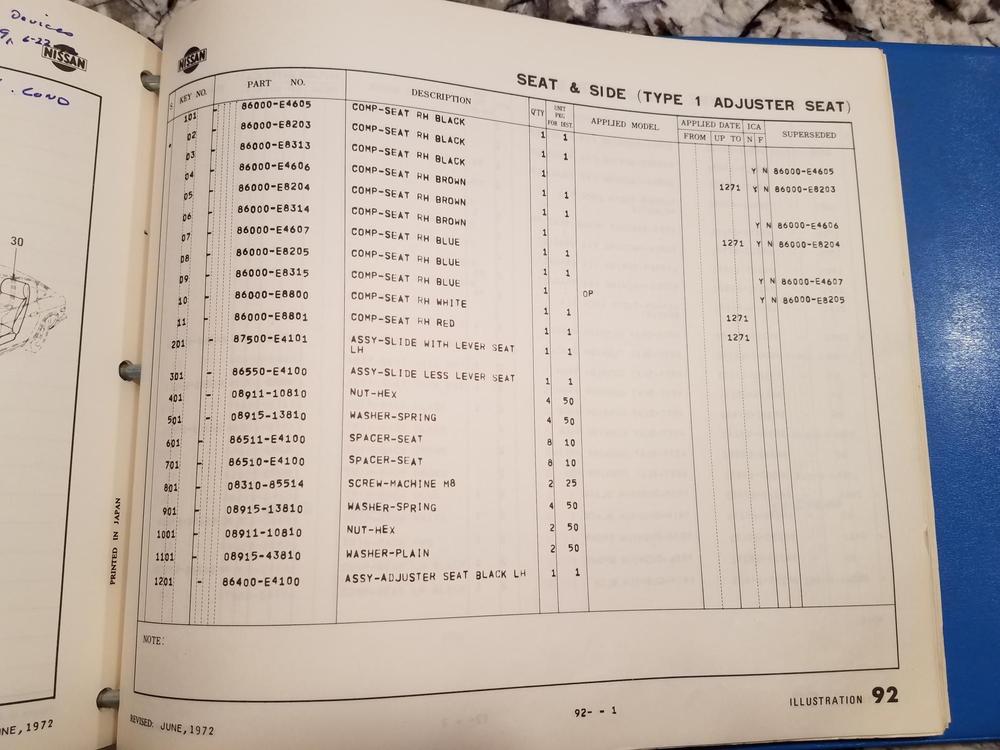 Devices
6-22
NISSAN
. COND
30
NE, 1972
PRINTED IN JAPAN
NISSAN
SEAT & SIDE (TYPE 1 ADJUSTER SEAT)
S. KEY NO. PART NO. DESCRIPTION Q'TY UNIT PKG FOR DIST. APPLIED MODEL APPLIED DATE FROM UP TO ICA N F SUPERSEDED
101 - 86000-E4605 COMP-SEAT RH BLACK 1 1
02 - 86000-E8203 COMP-SEAT RH BLACK 1 1 Y N 86000-E4605
03 - 86000-E8313 COMP-SEAT RH BLACK 1 1271 Y N 86000-E8203
04 - 86000-E4606 COMP-SEAT RH BROWN 1 1
05 - 86000-E8204 COMP-SEAT RH BROWN 1 1 Y N 86000-E4606
06 - 86000-E8314 COMP-SEAT RH BROWN 1 1271 Y N 86000-E8204
07 - 86000-E4607 COMP-SEAT RH BLUE 1 1
08 - 86000-E8205 COMP-SEAT RH BLUE 1 1 Y N 86000-E4607
09 - 86000-E8315 COMP-SEAT RH BLUE 1 OP Y N 86000-E8205
10 - 86000-E8800 COMP-SEAT RH WHITE 1 1 1271
11 - 86000-E8801 COMP-SEAT RH RED 1 1 1271
201 - 87500-E4101 ASSY-SLIDE WITH LEVER SEAT 1 1
LH
301 - 86550-E4100 ASSY-SLIDE LESS LEVER SEAT 1 1
401 - 08911-10810 NUT-HEX 4 50
501 - 08915-13810 WASHER-SPRING 4 50
601 - 86511-E4100 SPACER-SEAT 8 10
701 - 86510-E4100 SPACER-SEAT 8 10
801 - 08310-85514 SCREW-MACHINE M8 2 25
901 - 08915-13810 WASHER-SPRING 4 50
1001 - 08911-10810 NUT-HEX 2 50
1101 - 08915-43810 WASHER-PLAIN 2 50
1201 - 86400-E4100 ASSY-ADJUSTER SEAT BLACK LH 1 1
NOTE:
REVISED: JUNE, 1972
92- - 1
ILLUSTRATION 92